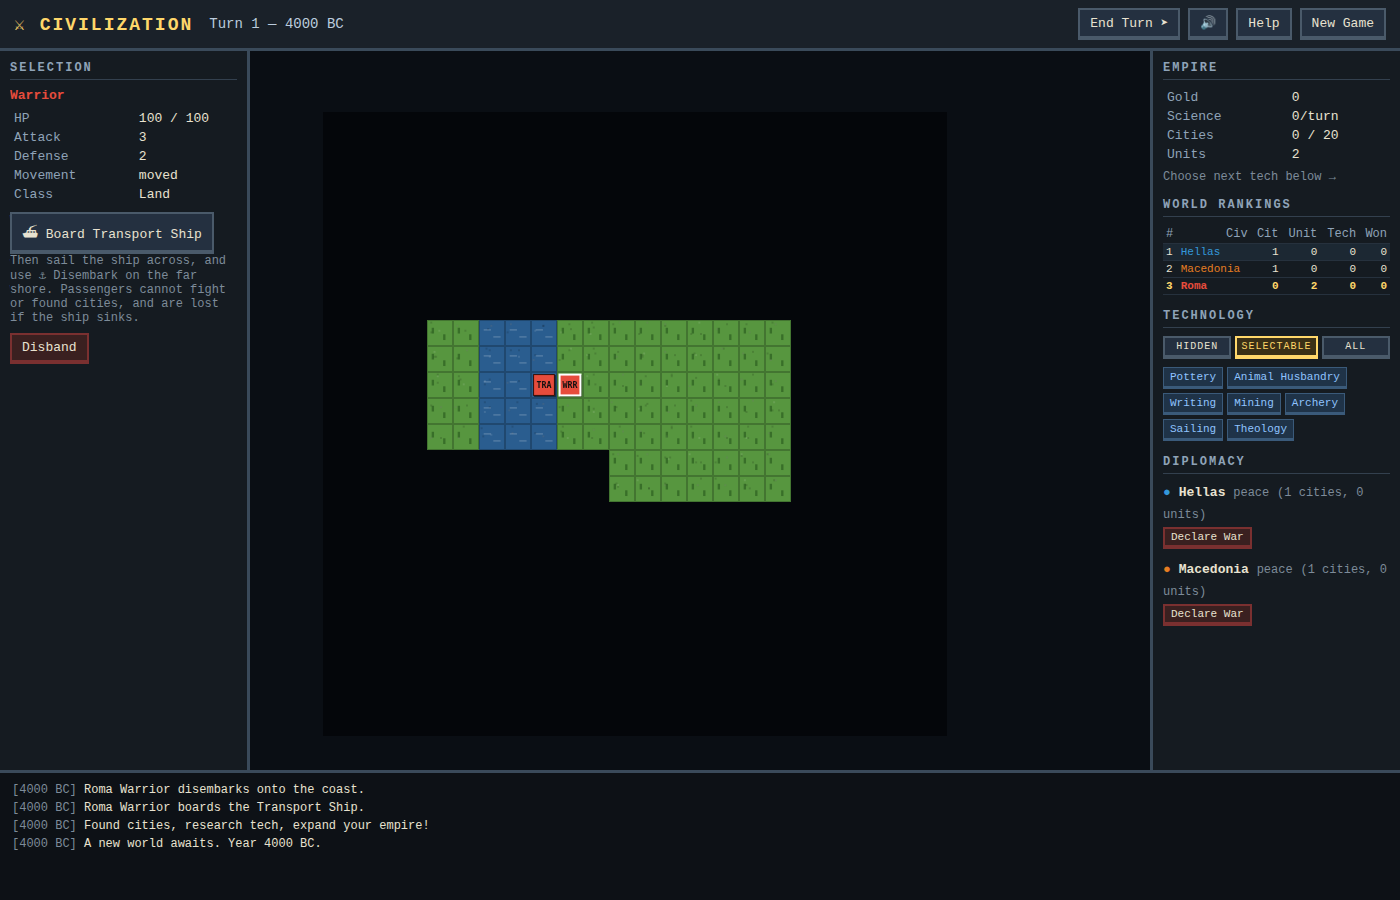 ⚔ CIVILIZATION Turn 1 — 4000 BC End Turn ➤ 🔊 Help New Game
SELECTION
Warrior
HP 100 / 100
Attack 3
Defense 2
Movement moved
Class Land
⛴ Board Transport Ship
Then sail the ship across, and
use ⚓ Disembark on the far
shore. Passengers cannot fight
or found cities, and are lost
if the ship sinks.
Disband
TRA WRR
EMPIRE
Gold 0
Science 0/turn
Cities 0 / 20
Units 2
Choose next tech below →
WORLD RANKINGS
# Civ Cit Unit Tech Won
1 Hellas 1 0 0 0
2 Macedonia 1 0 0 0
3 Roma 0 2 0 0
TECHNOLOGY
HIDDEN SELECTABLE ALL
Pottery Animal Husbandry
Writing Mining Archery
Sailing Theology
DIPLOMACY
● Hellas peace (1 cities, 0
units)
Declare War
● Macedonia peace (1 cities, 0
units)
Declare War
[4000 BC] Roma Warrior disembarks onto the coast.
[4000 BC] Roma Warrior boards the Transport Ship.
[4000 BC] Found cities, research tech, expand your empire!
[4000 BC] A new world awaits. Year 4000 BC.